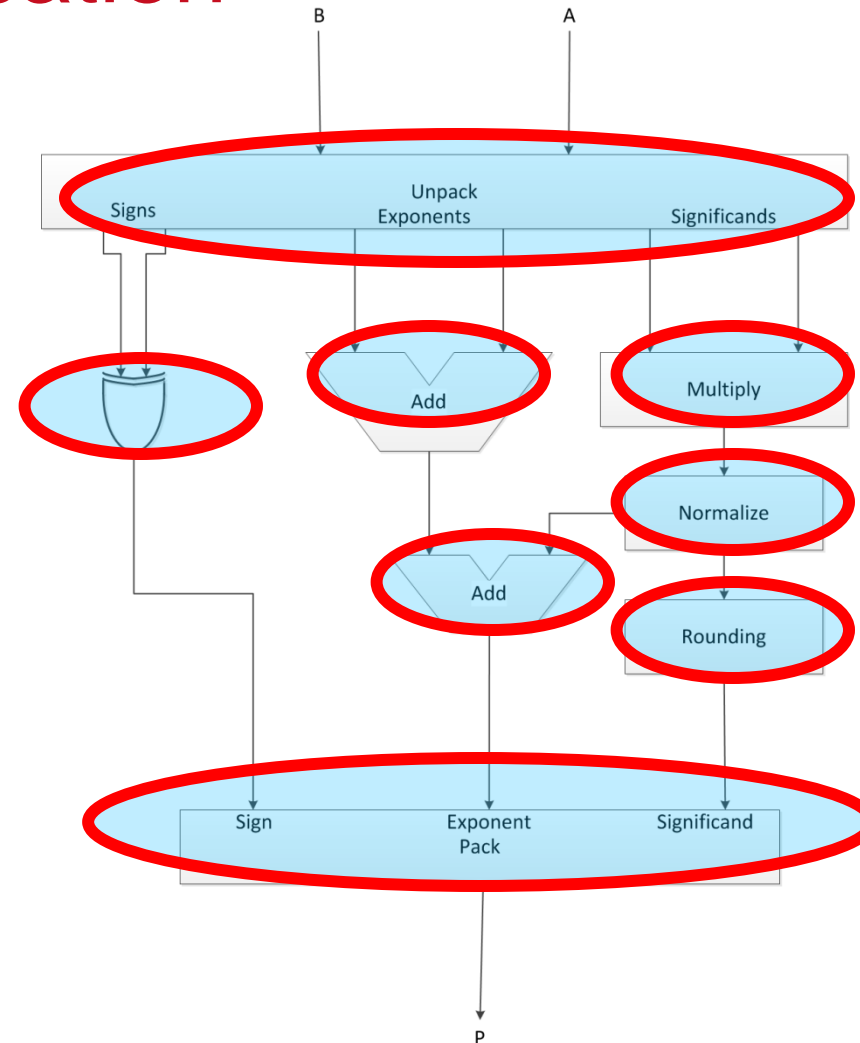 B A
Unpack
Signs Exponents Significands
Add
Multiply
Normalize
Add
Rounding
Sign Exponent Significand
Pack
P